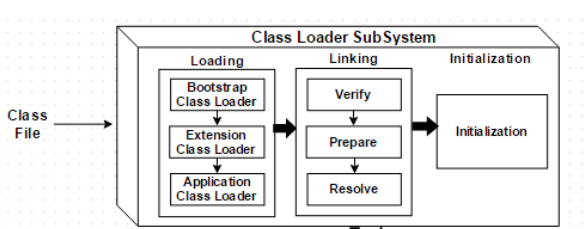 Class Loader SubSystem
Loading
Linking
Initialization
Class
File
Bootstrap
Class Loader
Extension
Class Loader
Application
Class Loader
Verify
Prepare
Resolve
Initialization